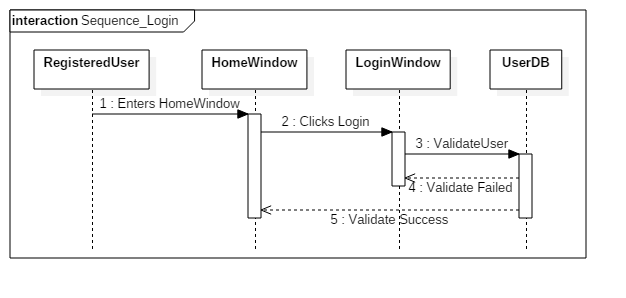 interaction Sequence_Login
RegisteredUser
HomeWindow
LoginWindow
UserDB
1 : Enters HomeWindow
2 : Clicks Login
3 : ValidateUser
4 : Validate Failed
5 : Validate Success